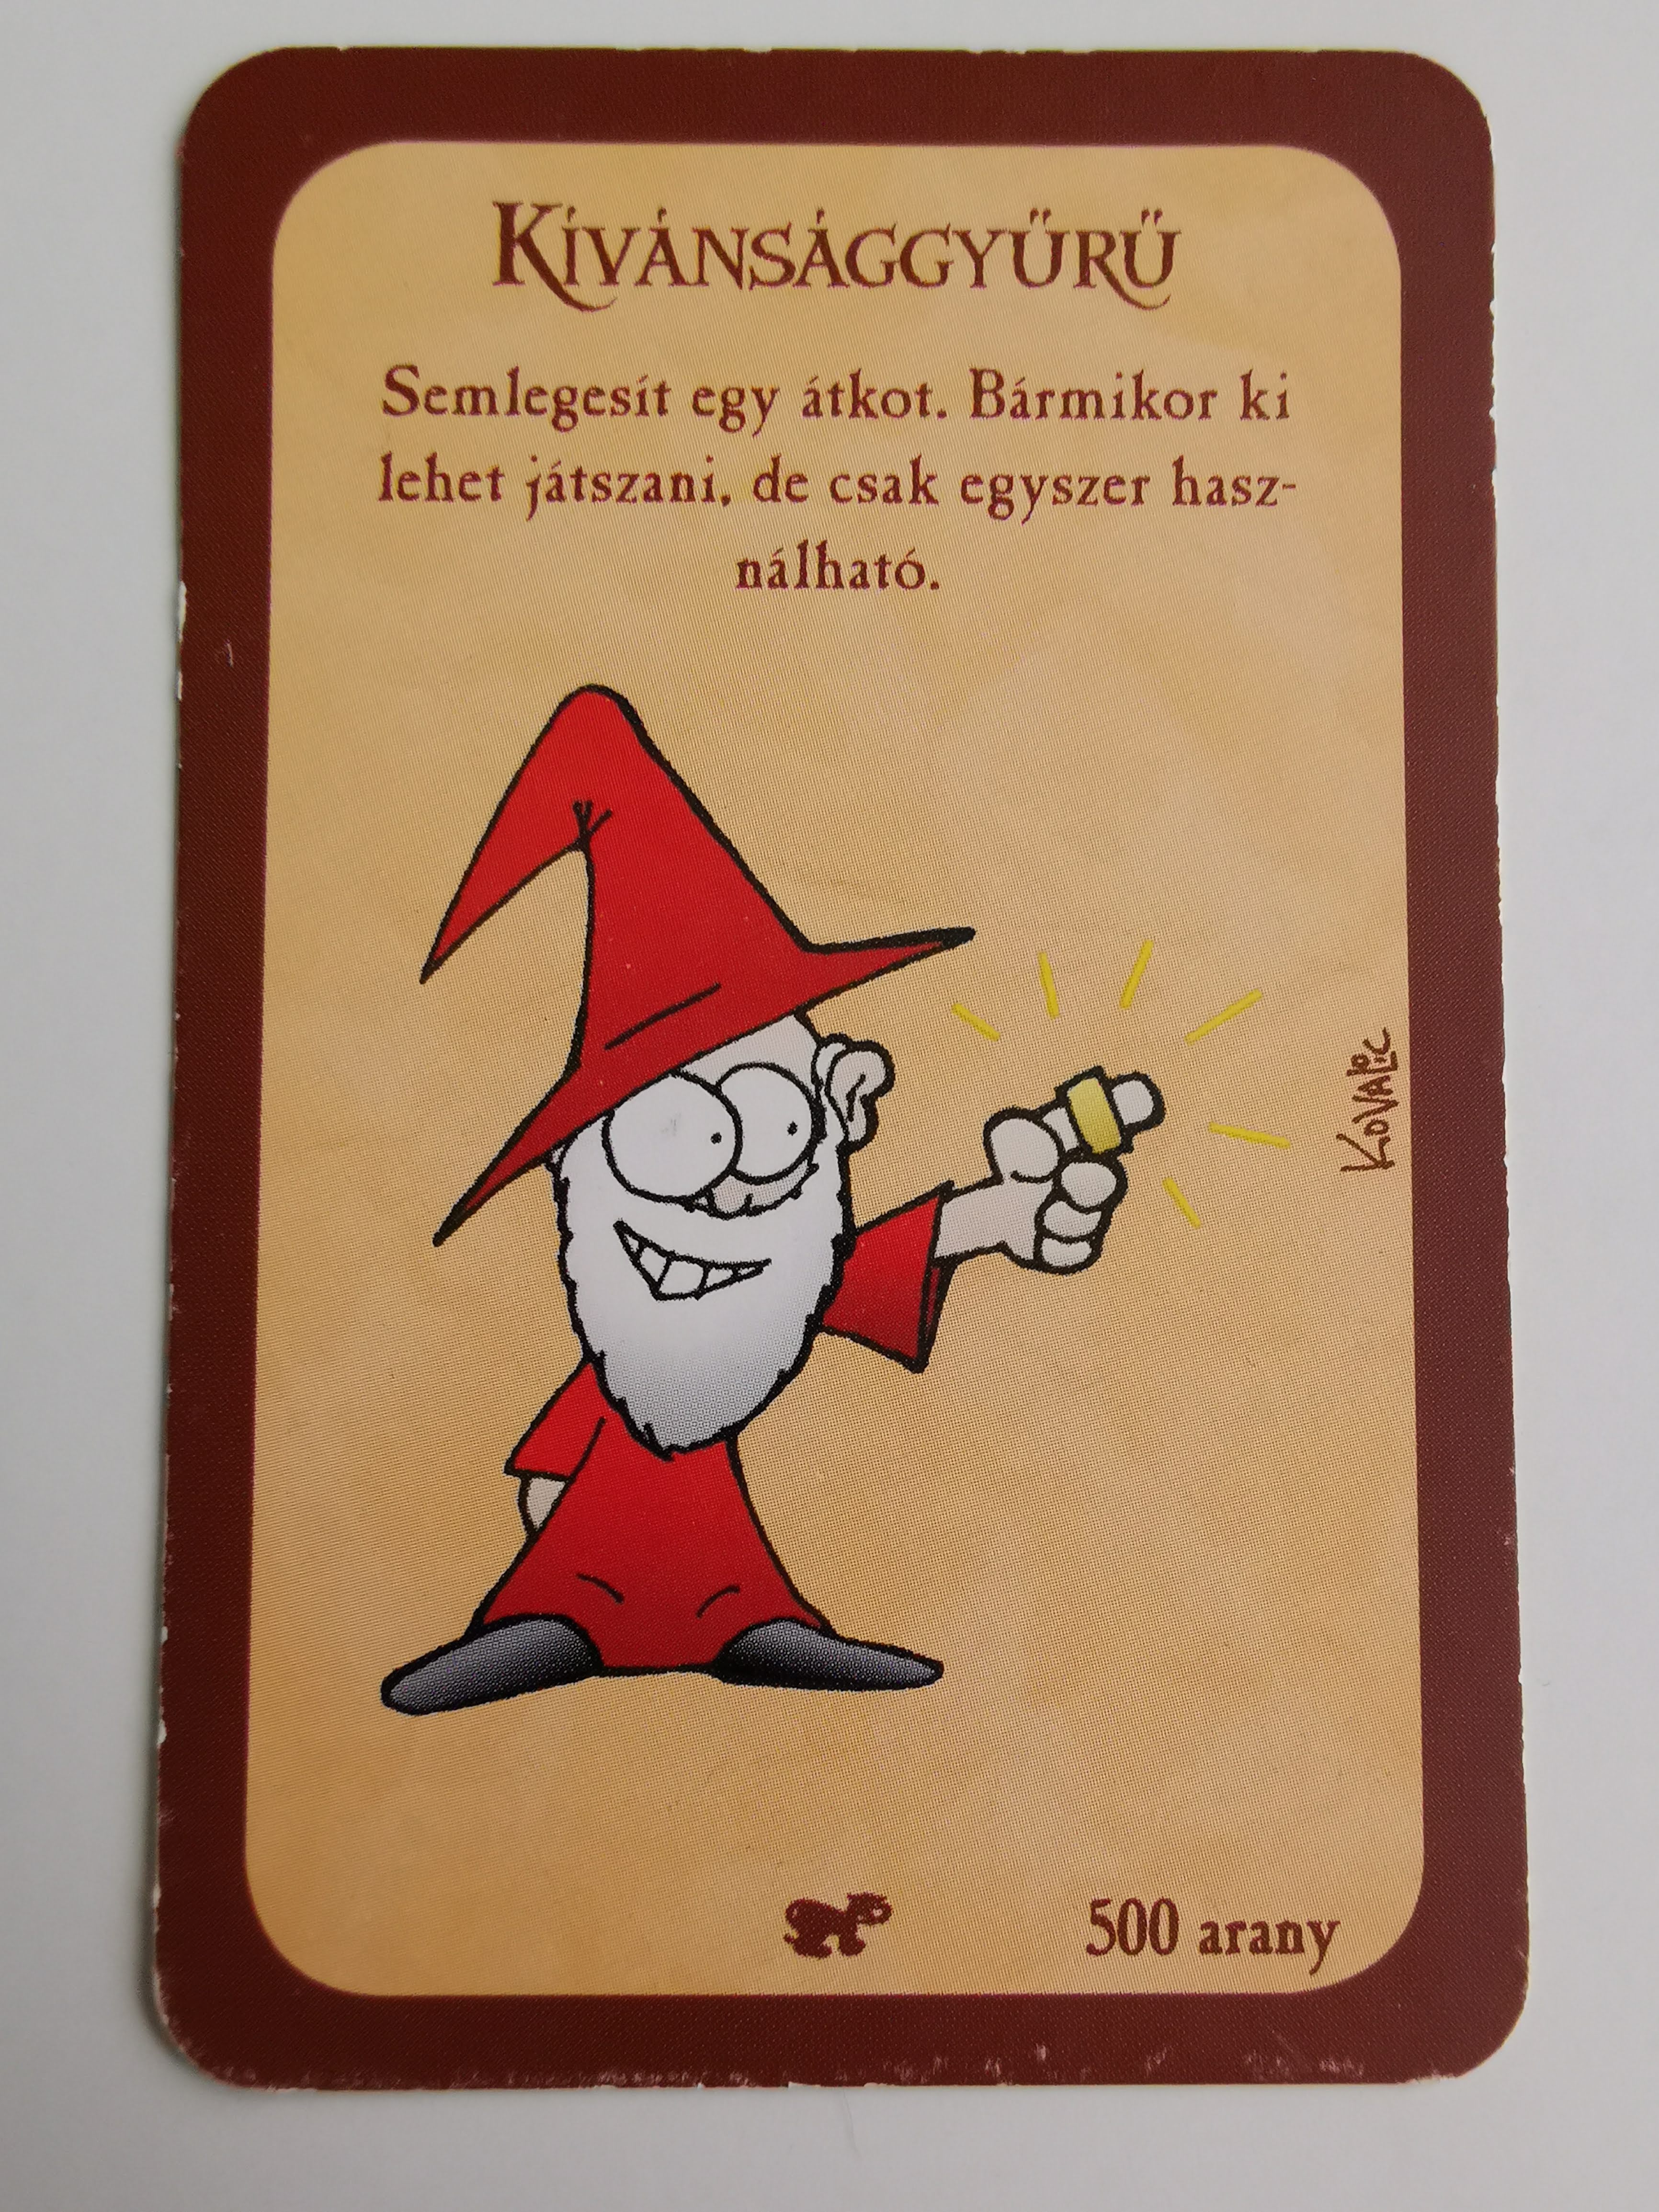 KÍVÁNSÁGGYŰRŰ
Semlegesít egy átkot. Bármikor ki
lehet játszani, de csak egyszer hasz-
nálható.
KOVALIC
500 arany